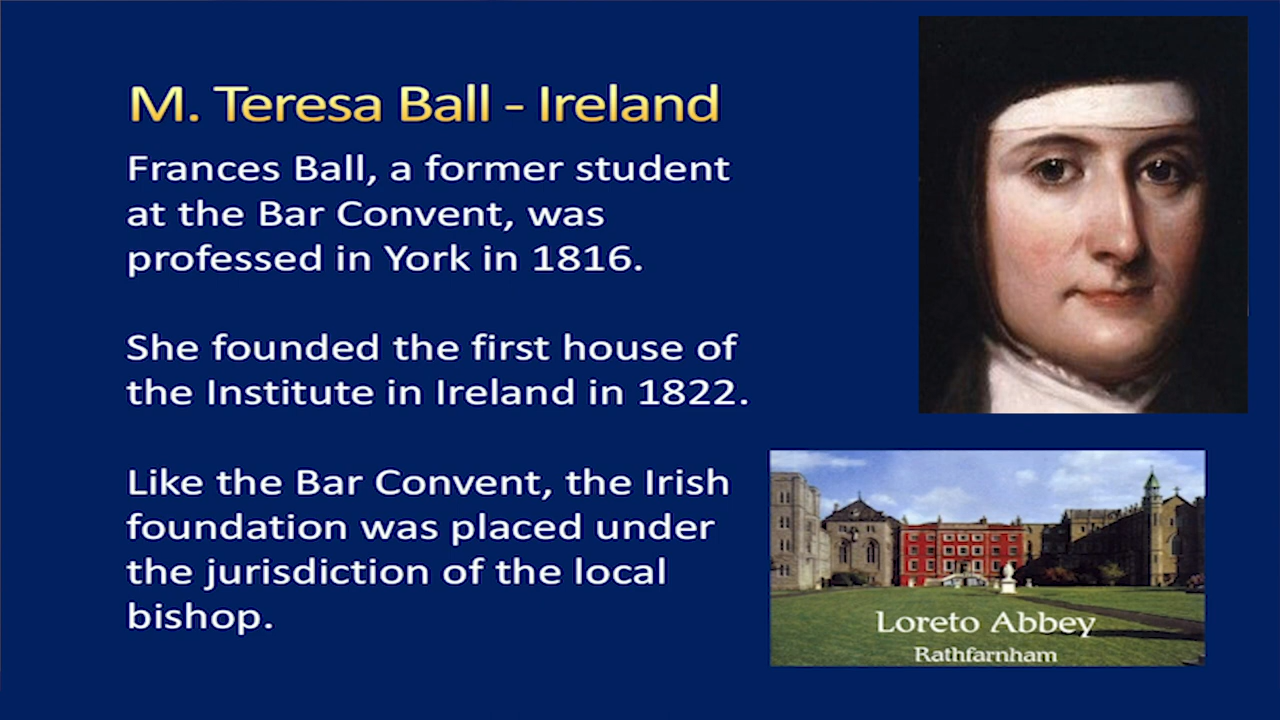 M. Teresa Ball - Ireland
Frances Ball, a former student
at the Bar Convent, was
professed in York in 1816.
She founded the first house of
the Institute in Ireland in 1822.
Like the Bar Convent, the Irish
foundation was placed under
the jurisdiction of the local
bishop.
Loreto Abbey
Rathfarnham